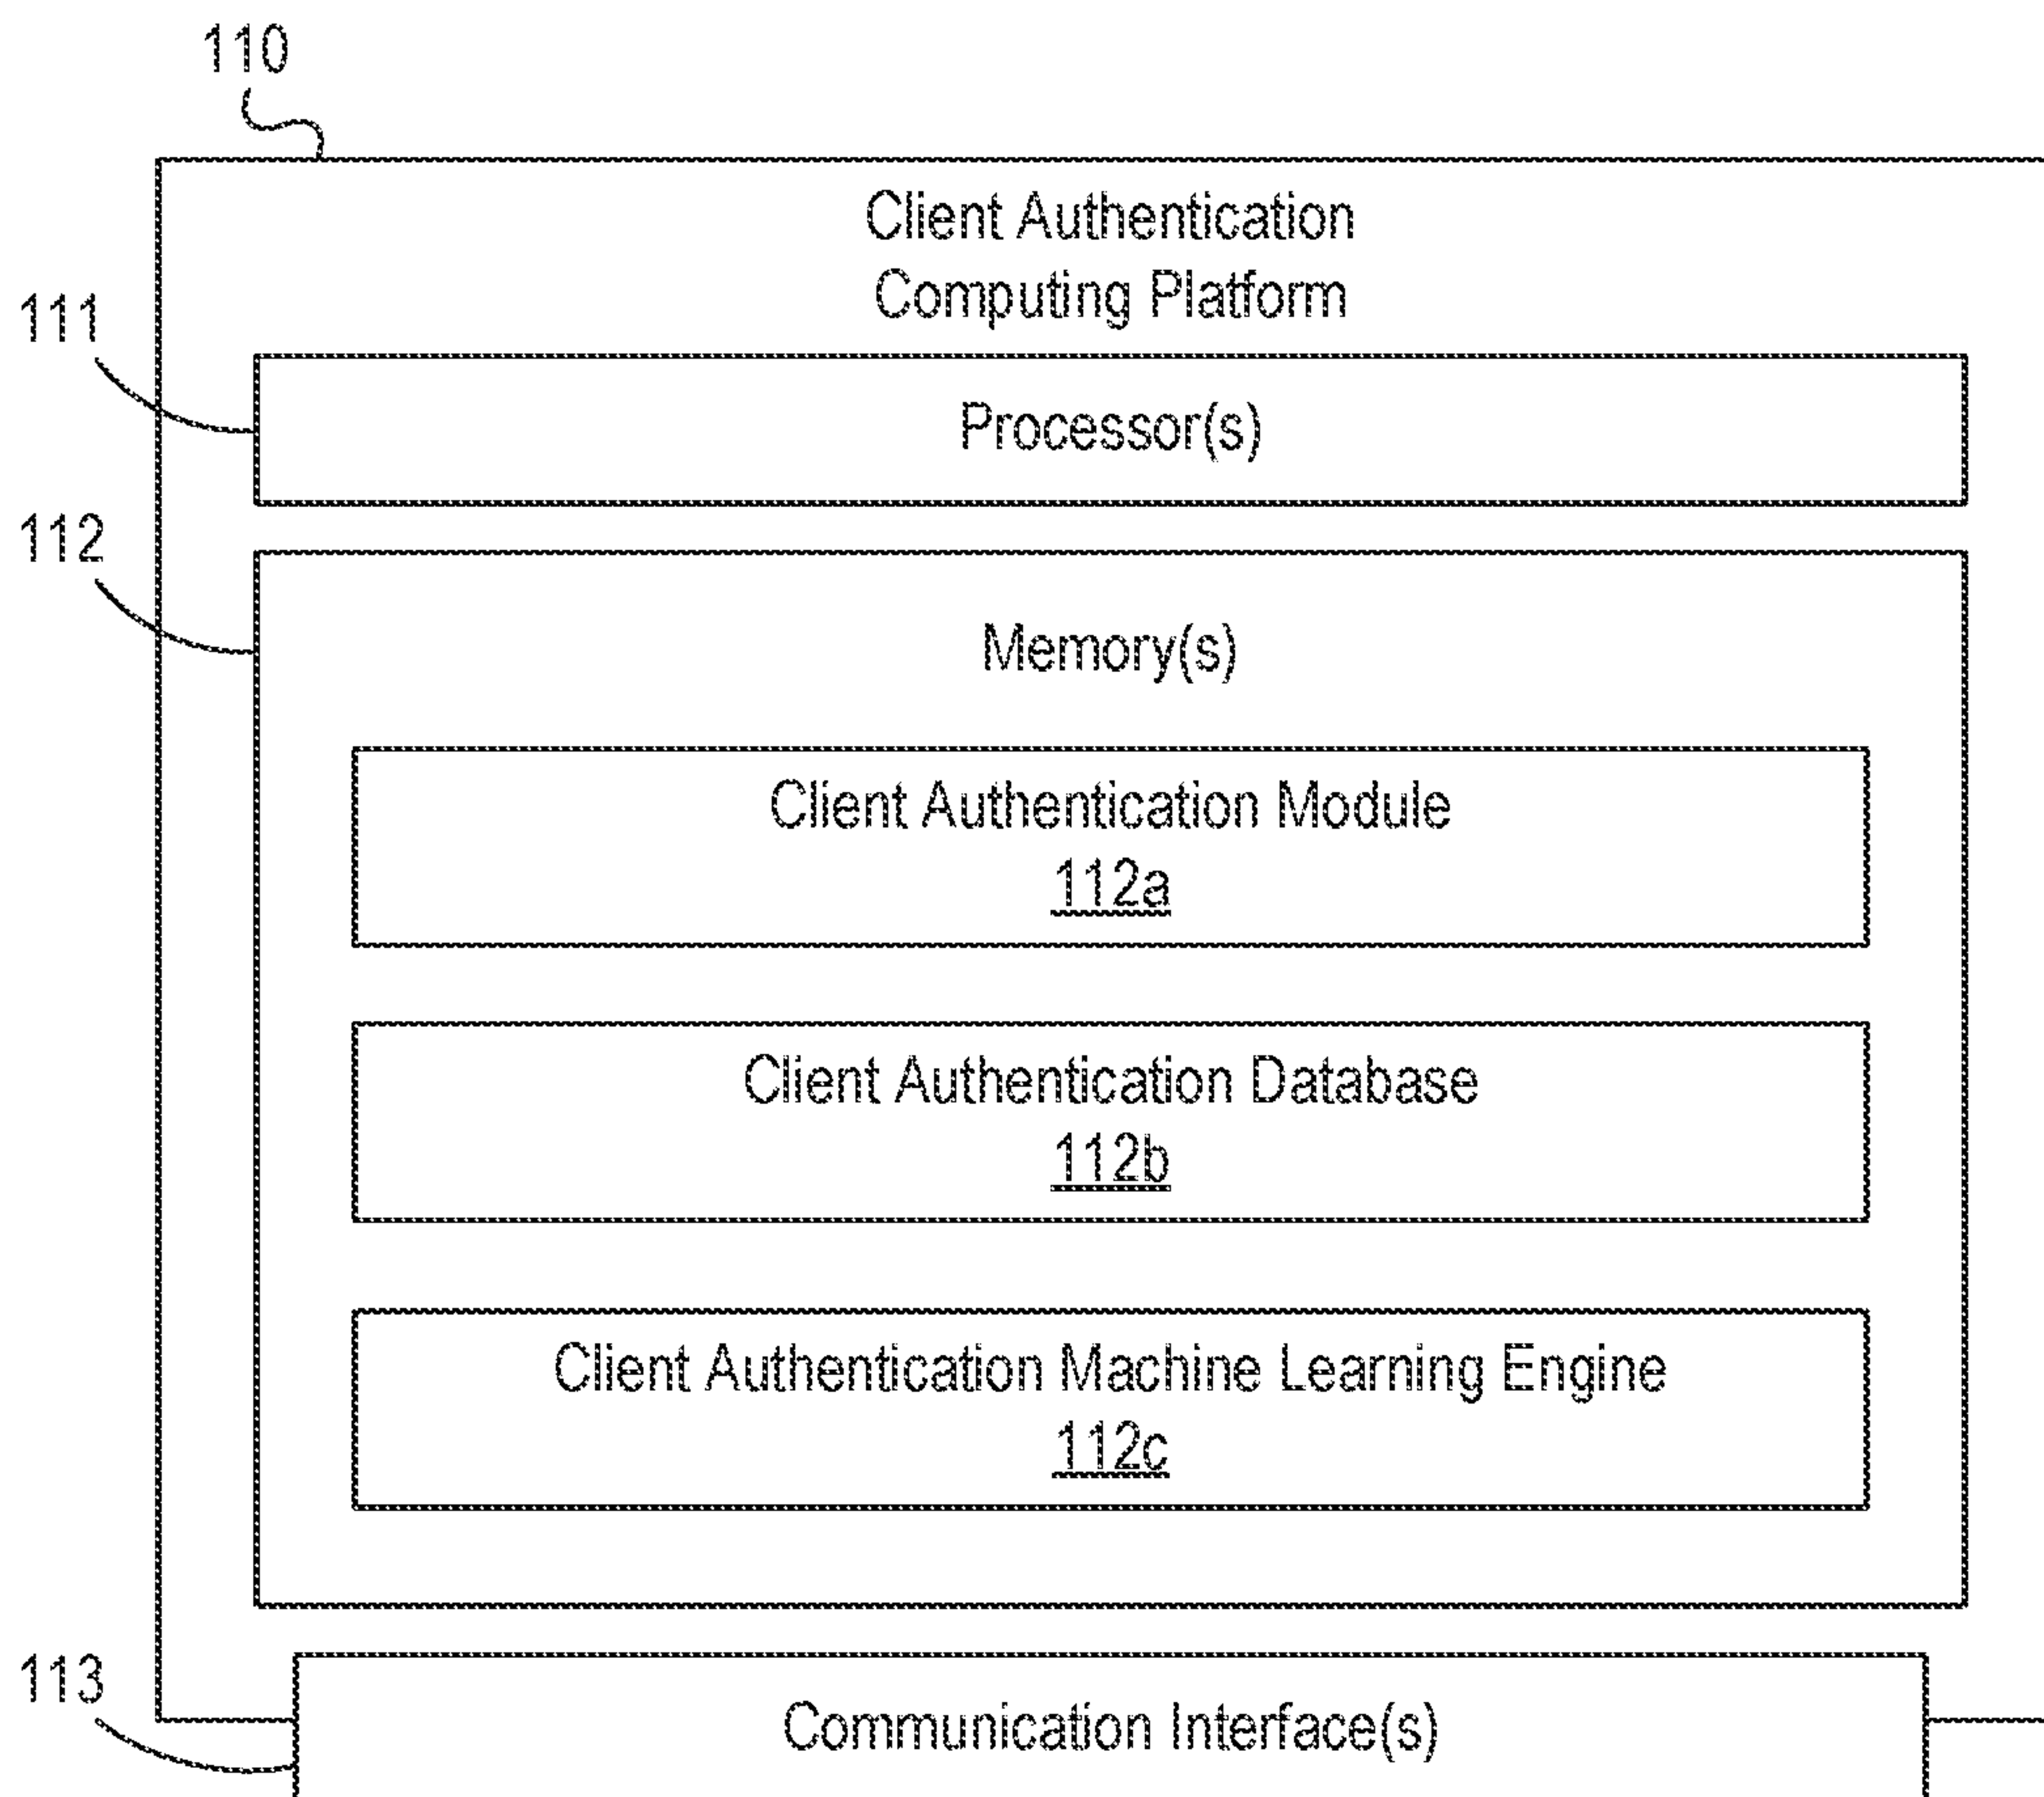 110
Client Authentication
Computing Platform
111
Processor(s)
112
Memory(s)
Client Authentication Module
112a
Client Authentication Database
112b
Client Authentication Machine Learning Engine
112c
113
Communication Interface(s)